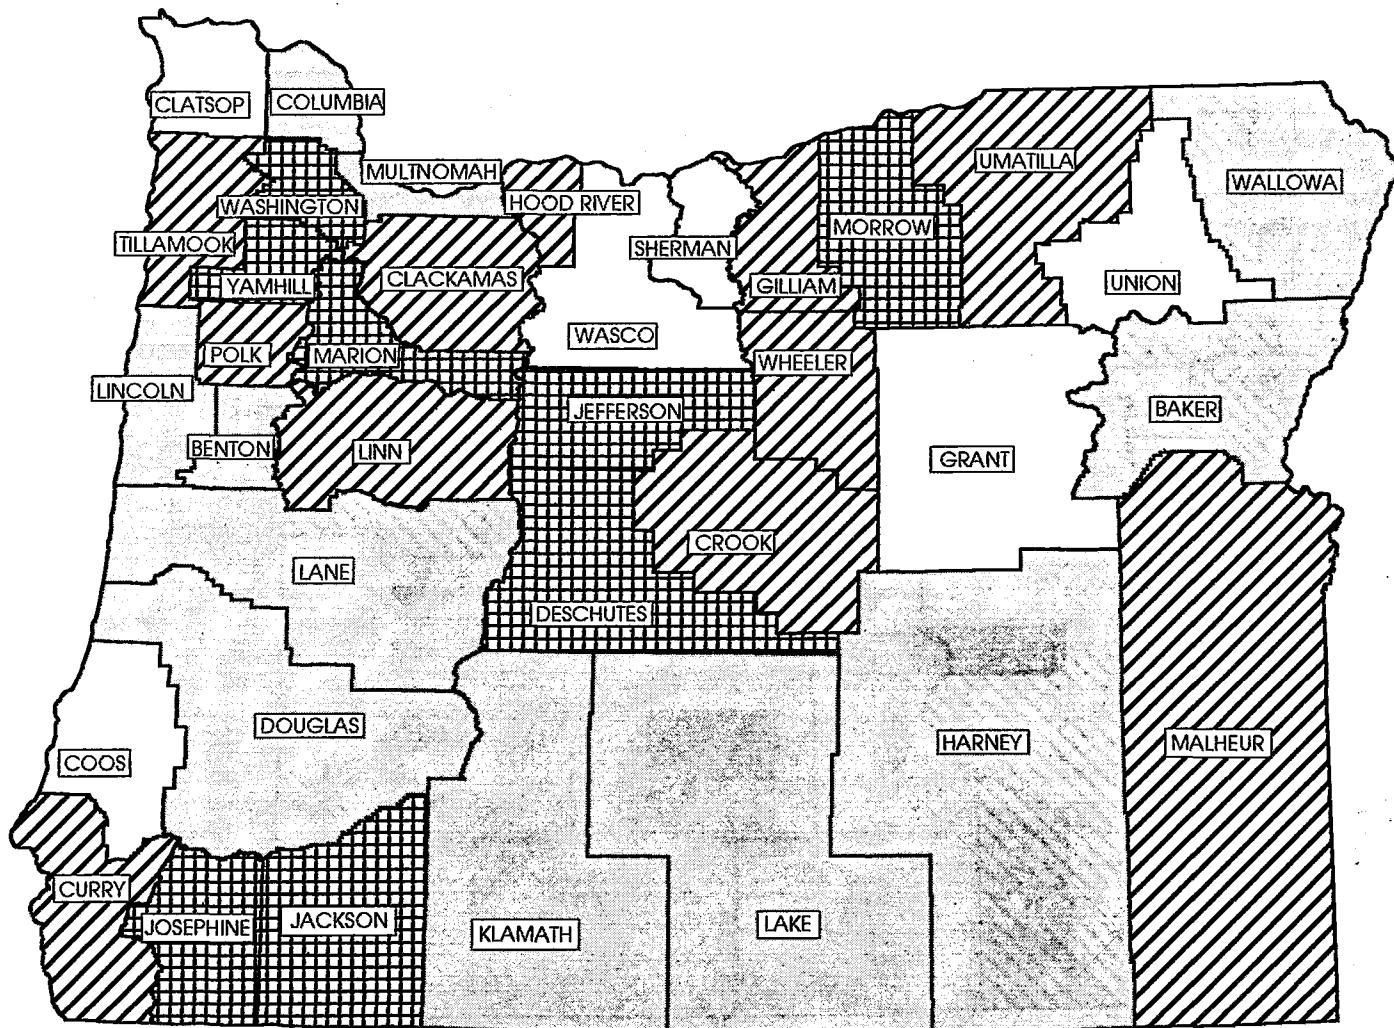 CLATSOP
COLUMBIA
MULTNOMAH
HOOD RIVER
WASHINGTON
TILLAMOOK
YAMHILL
CLACKAMAS
SHERMAN
GILLIAM
MORROW
UMATILLA
UNION
WALLOWA
WASCO
WHEELER
POLK
MARION
LINCOLN
BENTON
LINN
JEFFERSON
GRANT
BAKER
CROOK
LANE
DESCHUTES
DOUGLAS
COOS
HARNEY
MALHEUR
CURRY
JOSEPHINE
JACKSON
KLAMATH
LAKE